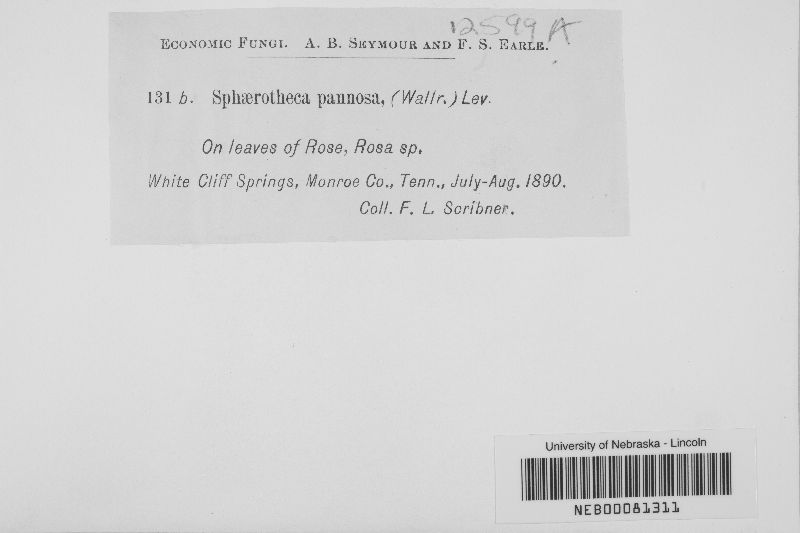 12599 A
Economic Fungi. A. B. Seymour and F. S. Earle.
131 b. Sphærotheca pannosa, (Wallr.) Lev.
On leaves of Rose, Rosa sp.
White Cliff Springs, Monroe Co., Tenn., July-Aug. 1890.
Coll. F. L. Scribner.
University of Nebraska - Lincoln
NEB00081311